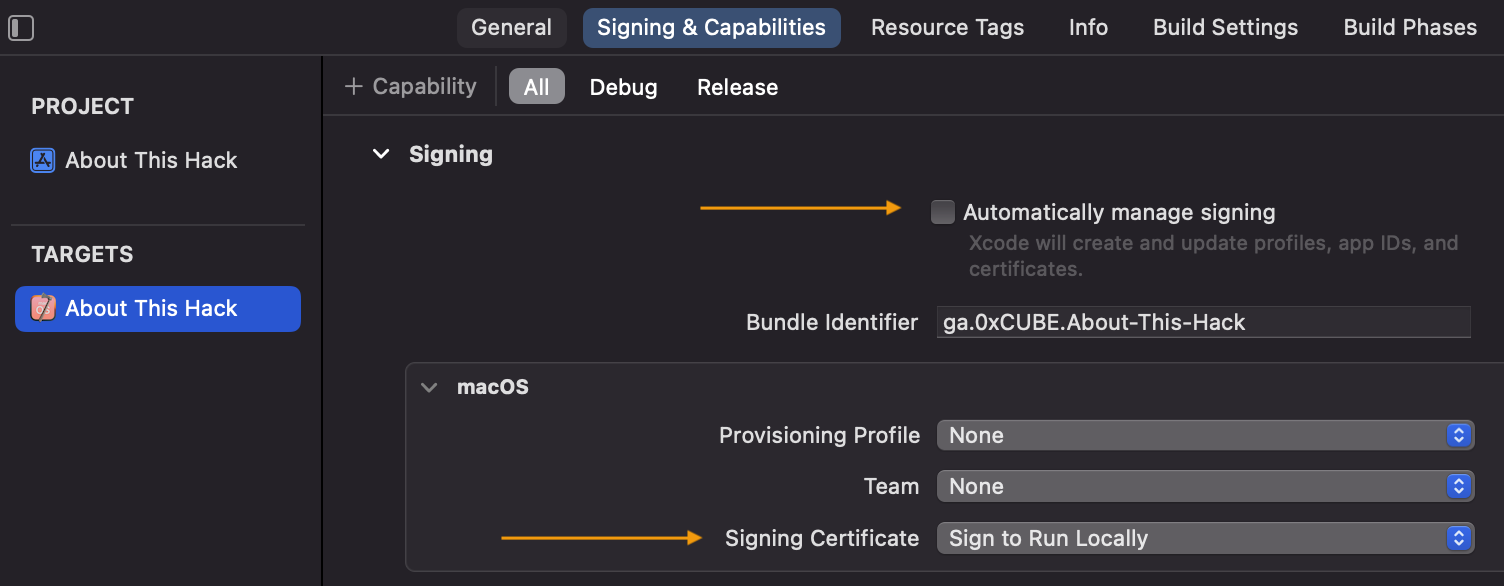 General Signing & Capabilities Resource Tags Info Build Settings Build Phases
+ Capability All Debug Release
PROJECT
About This Hack
TARGETS
About This Hack
Signing
Automatically manage signing
Xcode will create and update profiles, app IDs, and
certificates.
Bundle Identifier ga.0xCUBE.About-This-Hack
macOS
Provisioning Profile None
Team None
Signing Certificate Sign to Run Locally